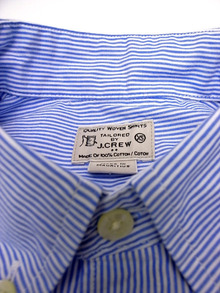 QUALITY WOVEN SHIRTS
TAILORED
BY
J.CREW
MADE OF 100% COTTON / COTON